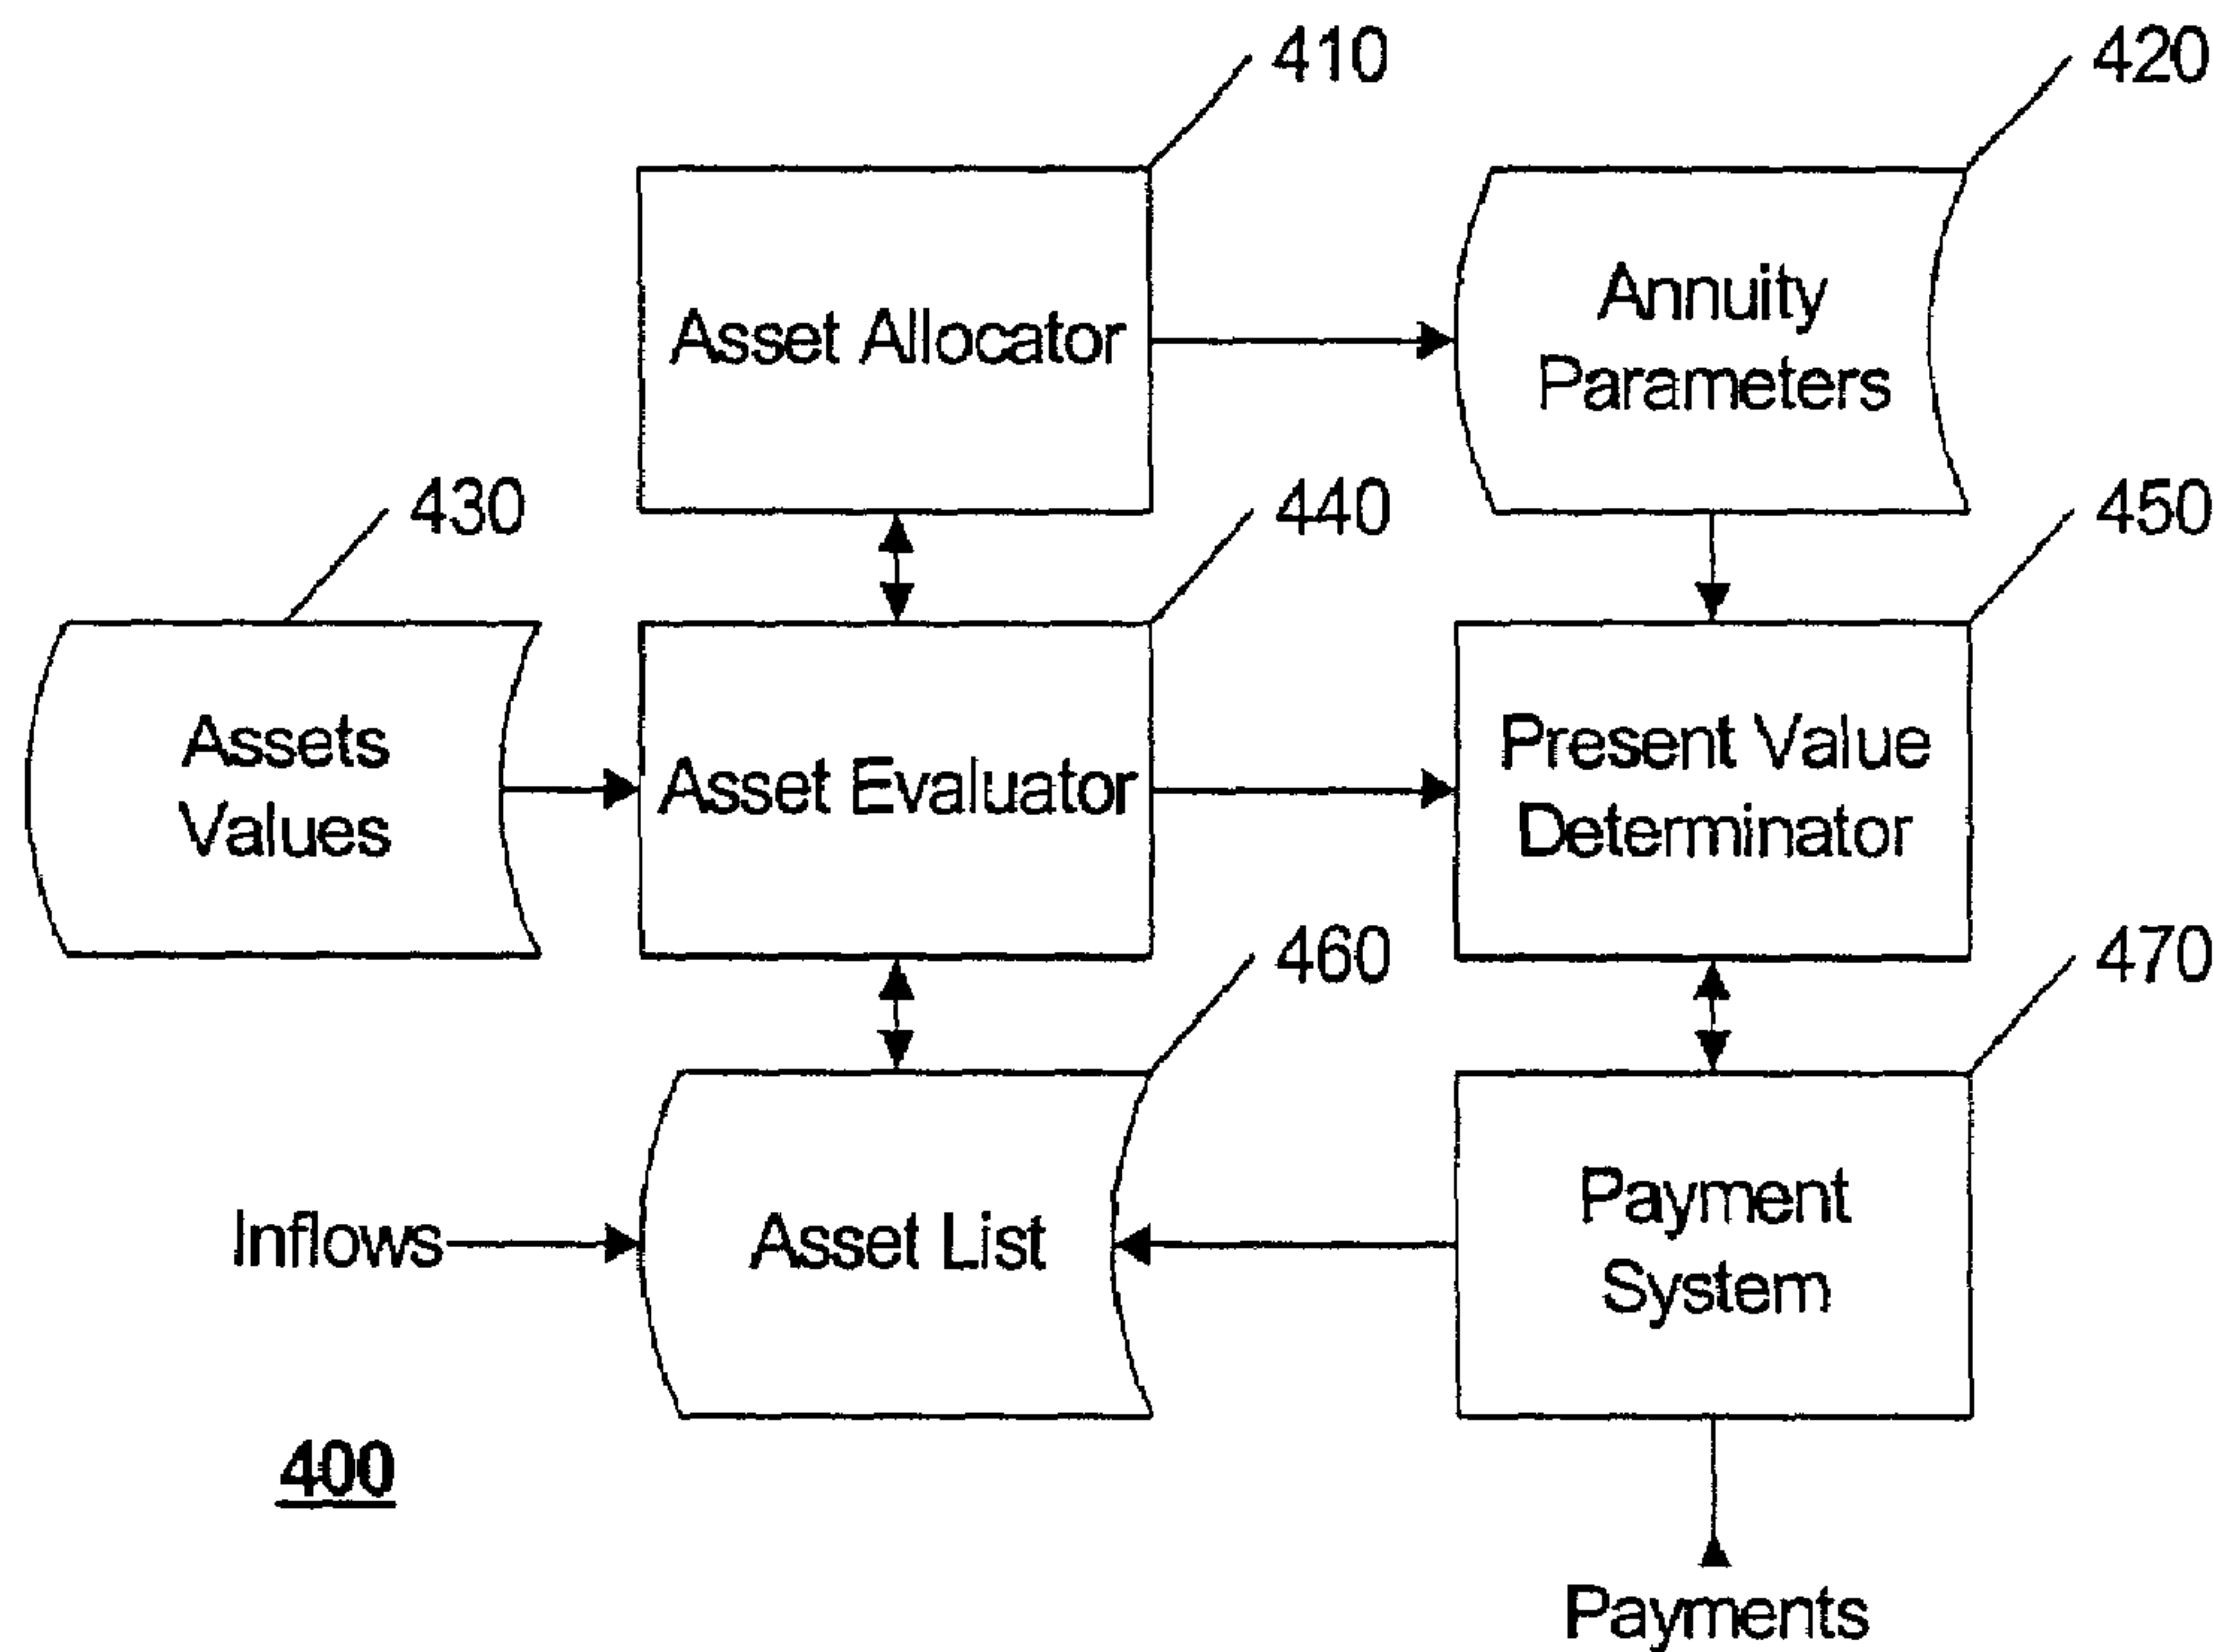 410
420
Asset Allocator
Annuity
Parameters
430
440
450
Assets
Values
Asset Evaluator
Present Value
Determinator
460
470
Inflows
Asset List
Payment
System
400
Payments